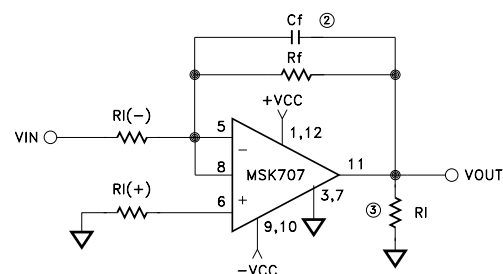 Cf ②
Rf
+VCC
RI(-)
VIN
5
1,12
-
11
8
MSK707
VOUT
RI(+)
6
+
3,7
③
Rl
9,10
-VCC